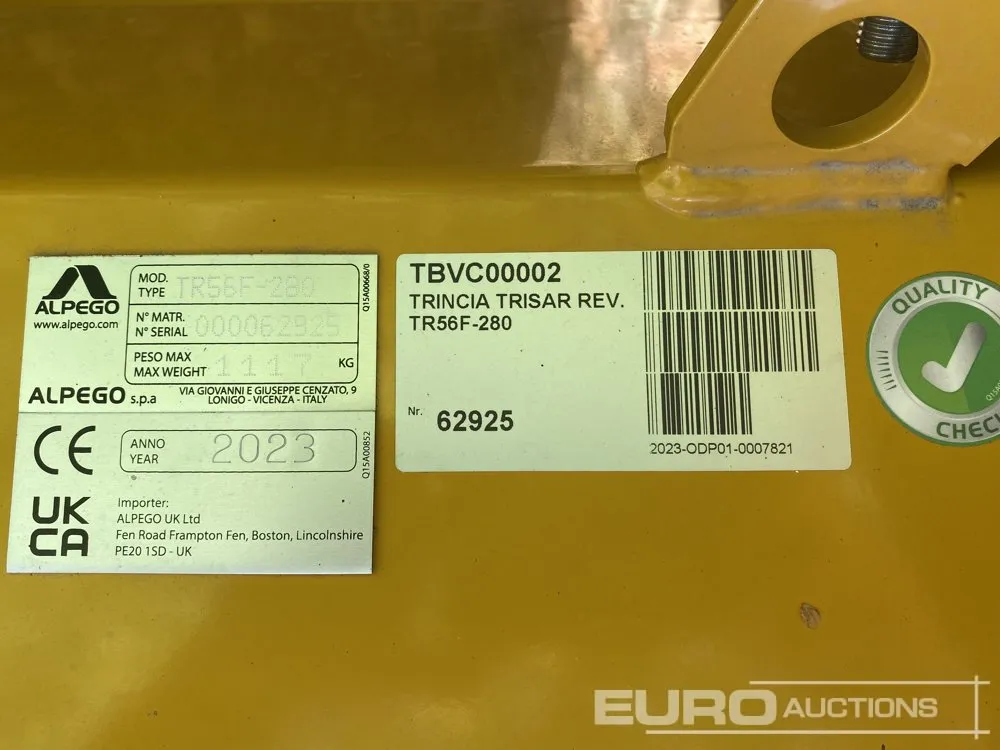 ALPEGO
www.alpego.com
MOD.
TYPE
TR56F-280
N° MATR.
N° SERIAL
000062925
PESO MAX
MAX WEIGHT
1117
KG
Q15A00668/0
ALPEGO s.p.a
VIA GIOVANNI E GIUSEPPE CENZATO, 9
LONIGO - VICENZA - ITALY
CE
ANNO
YEAR
2023
Q15A00852
UK
CA
Importer:
ALPEGO UK Ltd
Fen Road Frampton Fen, Boston, Lincolnshire
PE20 1SD - UK
TBVC00002
TRINCIA TRISAR REV.
TR56F-280
Nr.
62925
2023-ODP01-0007821
QUALITY
CHEC
EURO AUCTIONS